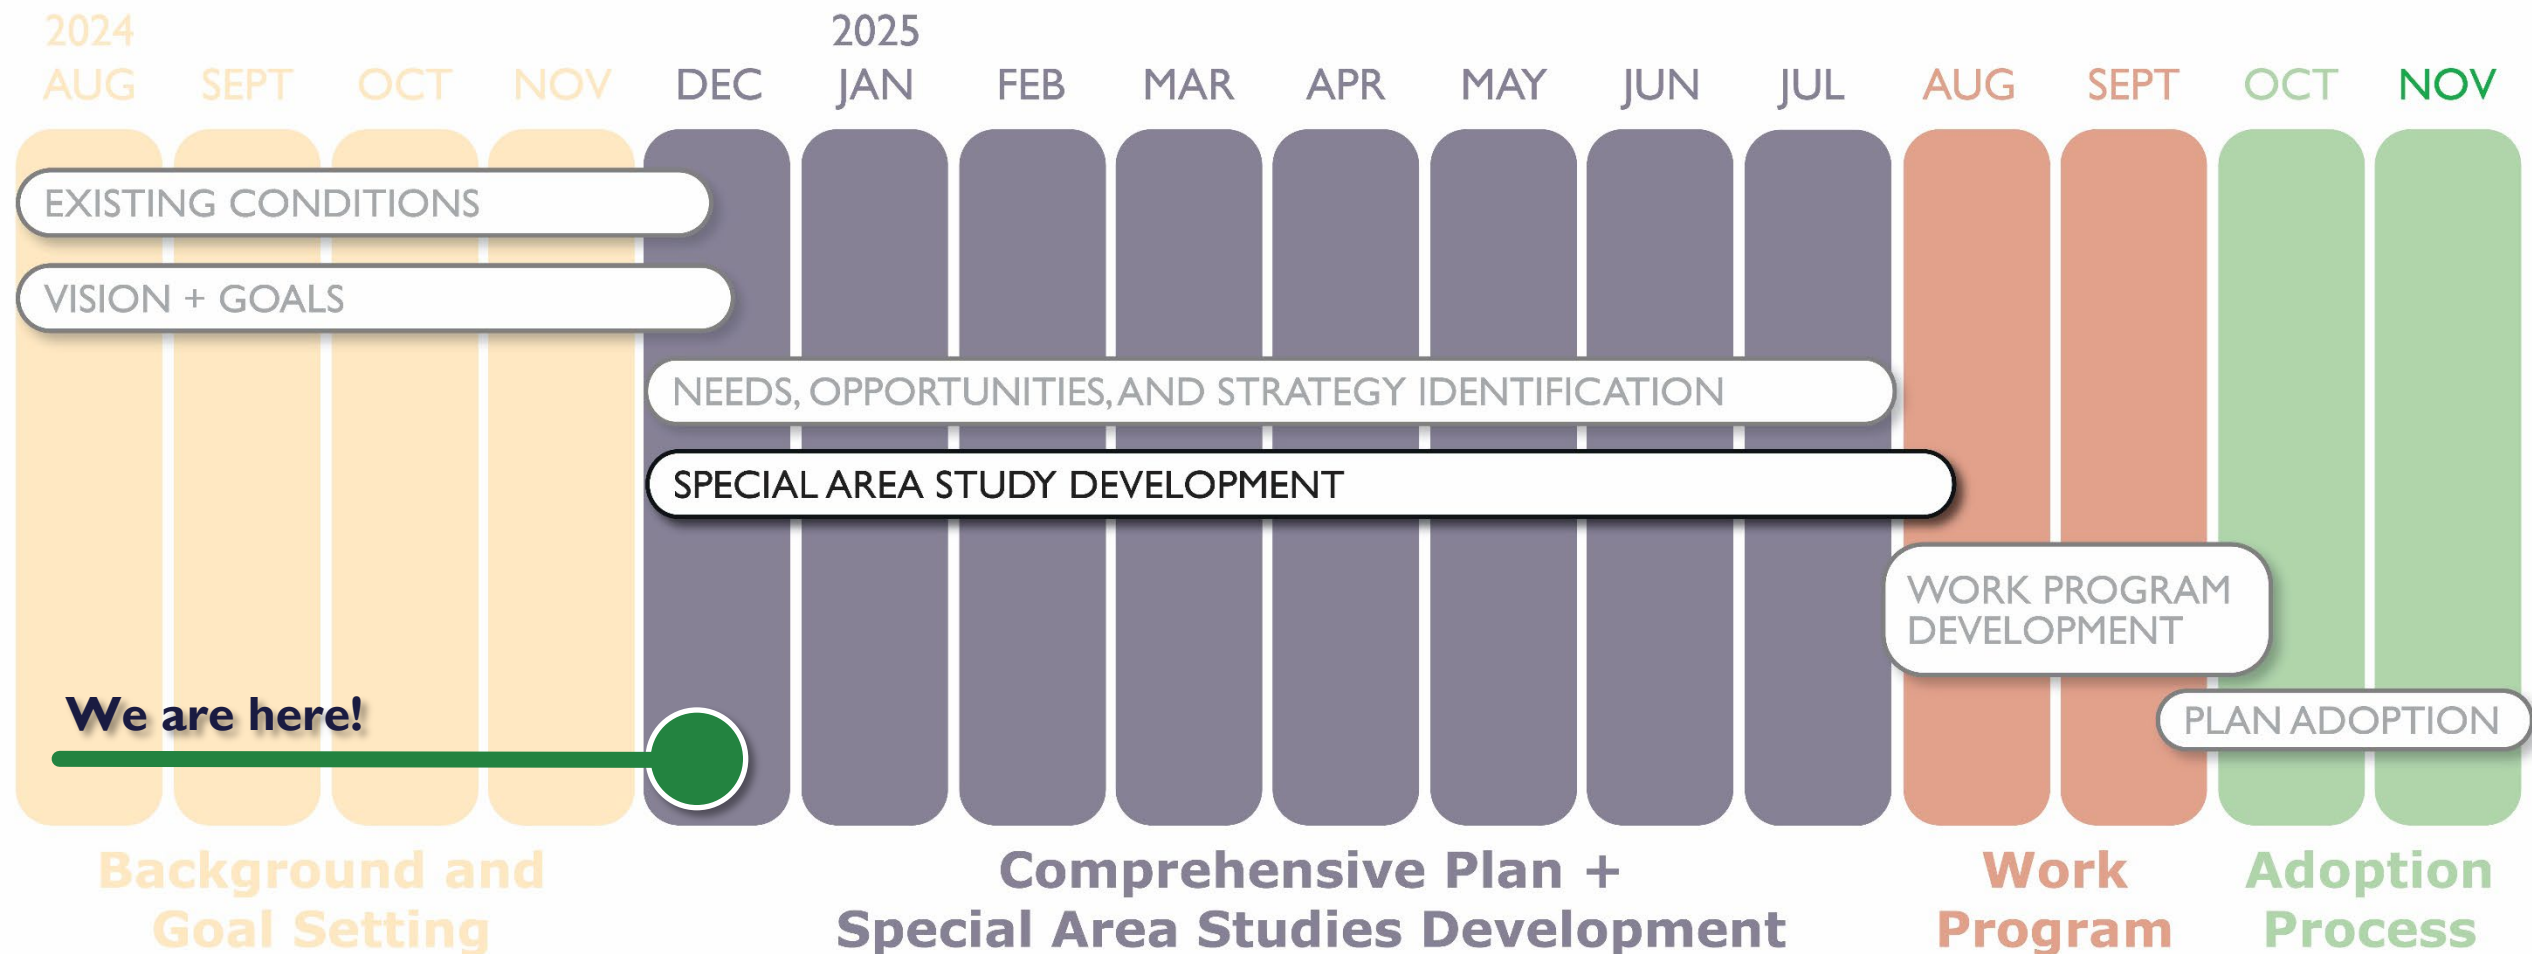 2024 2025
AUG SEPT OCT NOV DEC JAN FEB MAR APR MAY JUN JUL AUG SEPT OCT NOV
EXISTING CONDITIONS
VISION + GOALS
NEEDS, OPPORTUNITIES, AND STRATEGY IDENTIFICATION
SPECIAL AREA STUDY DEVELOPMENT
WORK PROGRAM
DEVELOPMENT
We are here!
PLAN ADOPTION
Background and
Goal Setting
Comprehensive Plan +
Special Area Studies Development
Work
Program
Adoption
Process